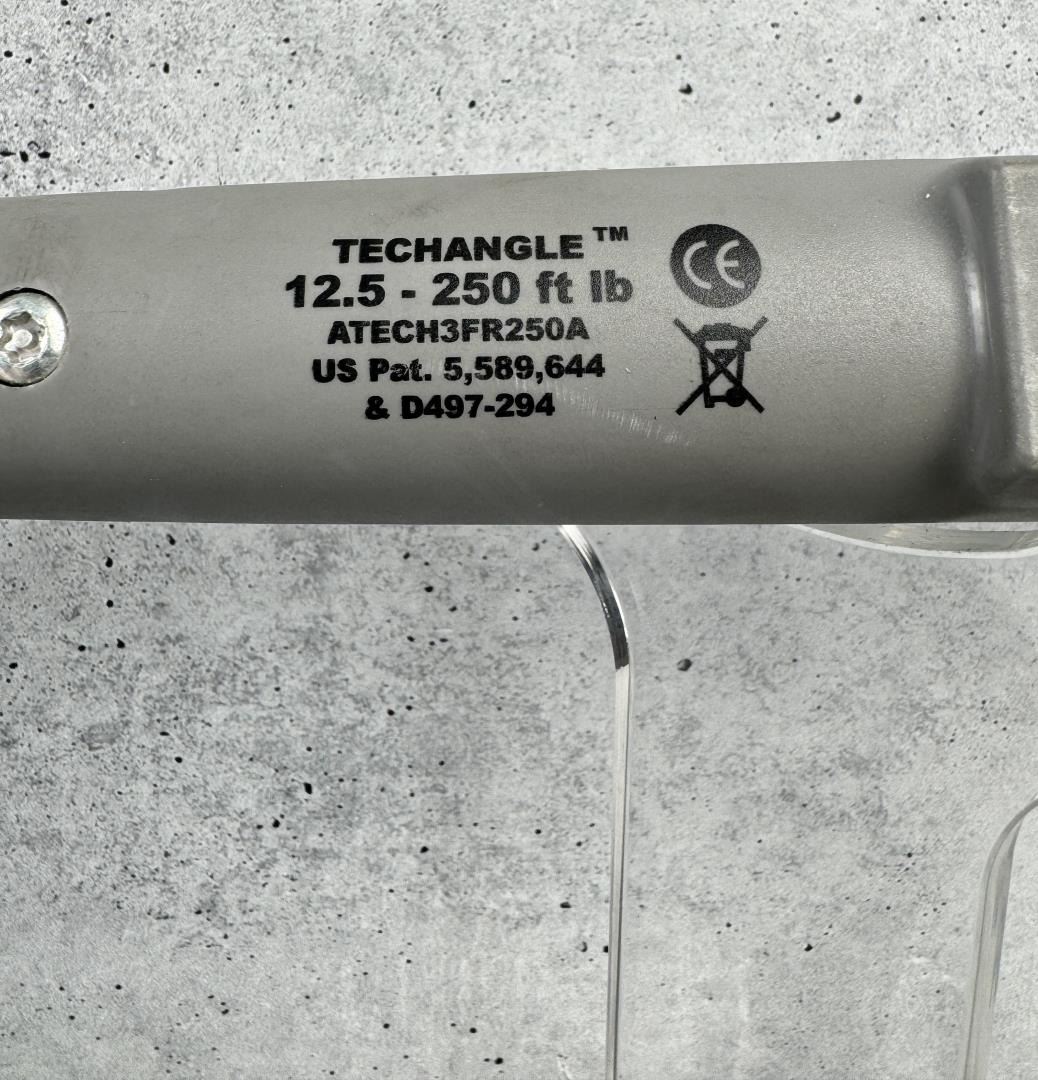 TECHANGLE ™
12.5 - 250 ft lb
ATECH3FR250A
US Pat. 5,589,644
& D497-294
CE